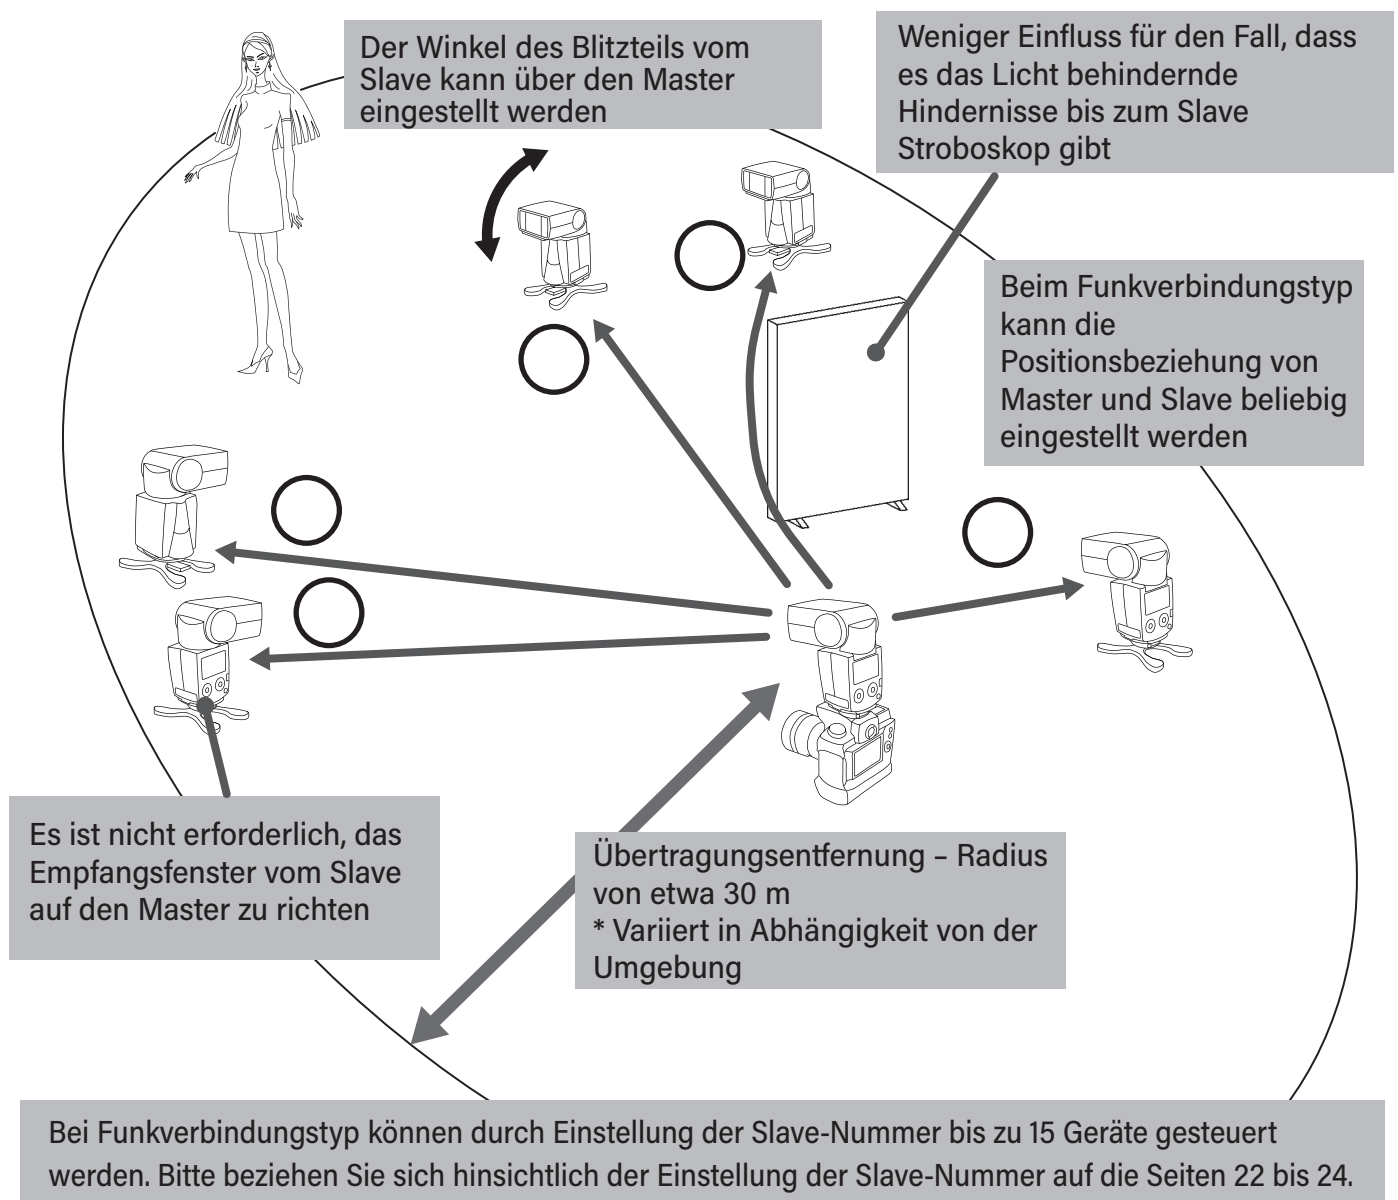 Der Winkel des Blitzteils vom
Slave kann über den Master
eingestellt werden
Weniger Einfluss für den Fall, dass
es das Licht behindernde
Hindernisse bis zum Slave
Stroboskop gibt
Beim Funkverbindungstyp
kann die
Positionsbeziehung von
Master und Slave beliebig
eingestellt werden
Es ist nicht erforderlich, das
Empfangsfenster vom Slave
auf den Master zu richten
Übertragungsentfernung – Radius
von etwa 30 m
* Variiert in Abhängigkeit von der
Umgebung
Bei Funkverbindungstyp können durch Einstellung der Slave-Nummer bis zu 15 Geräte gesteuert
werden. Bitte beziehen Sie sich hinsichtlich der Einstellung der Slave-Nummer auf die Seiten 22 bis 24.